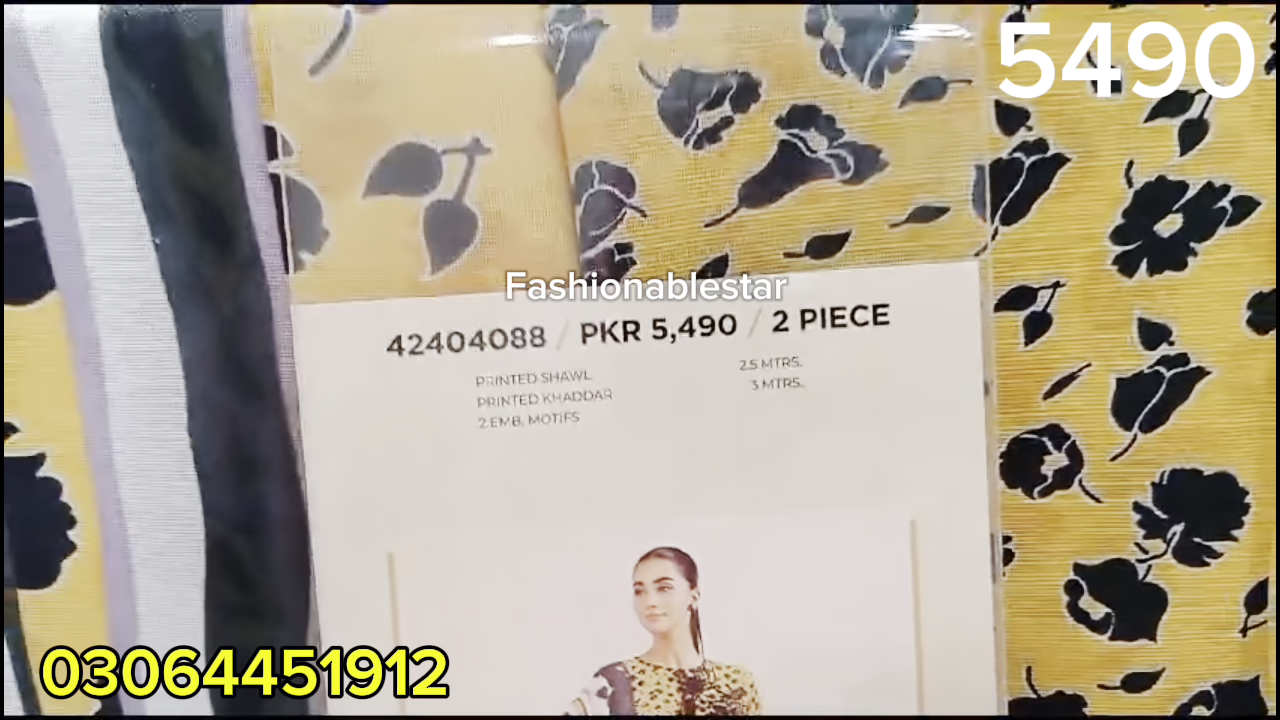 5490
Fashionablestar
42404088 / PKR 5,490 / 2 PIECE
PRINTED SHAWL 2.5 MTRS.
PRINTED KHADDAR 3 MTRS.
2 EMB. MOTIFS
03064451912